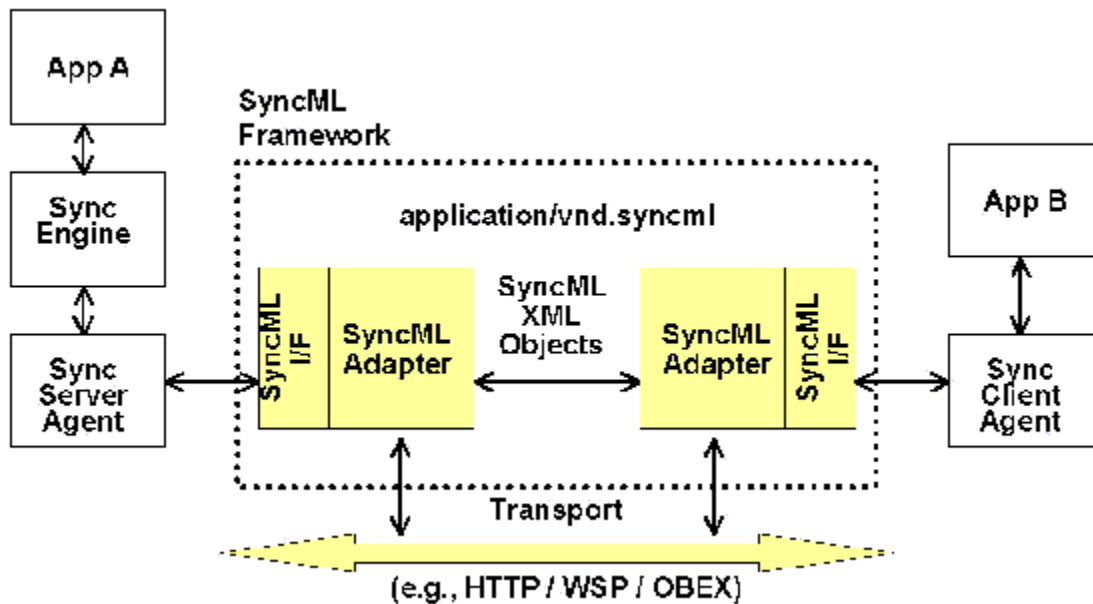 App A
SyncML
Framework
Sync
Engine
application/vnd.syncml
App B
SyncML
I/F
SyncML
Adapter
SyncML
XML
Objects
SyncML
Adapter
SyncML
I/F
Sync
Server
Agent
Sync
Client
Agent
Transport
(e.g., HTTP / WSP / OBEX)